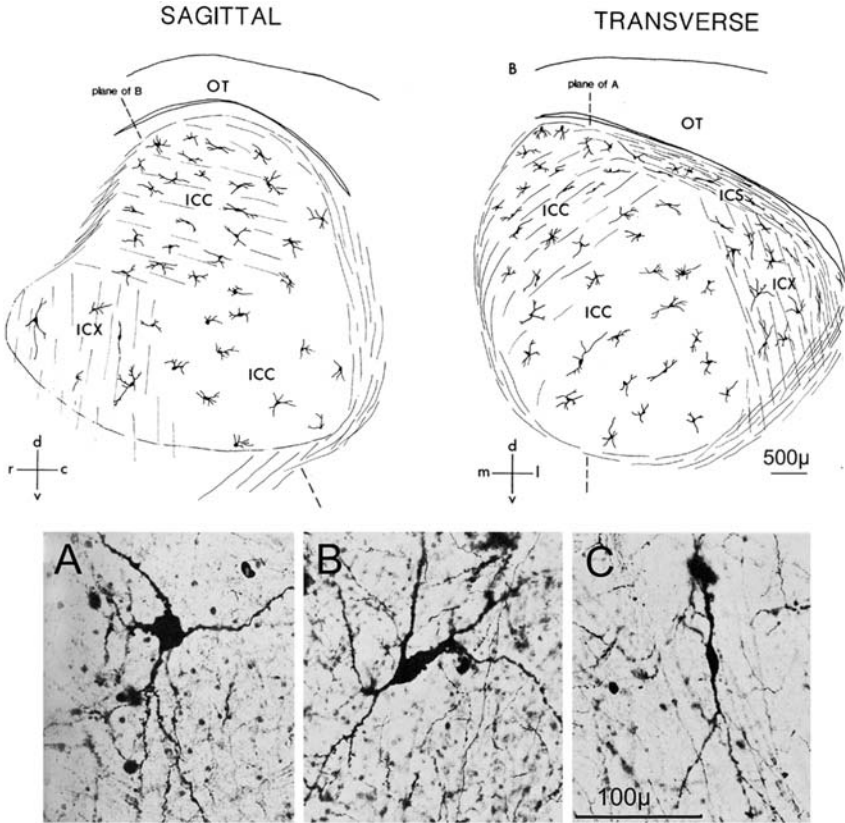 SAGITTAL
TRANSVERSE
B
OT
plane of B
plane of A
OT
ICC
ICC
ICS
ICX
ICX
ICC
ICC
d
r c
v
d
m l
v
500µ
A
B
C
100µ